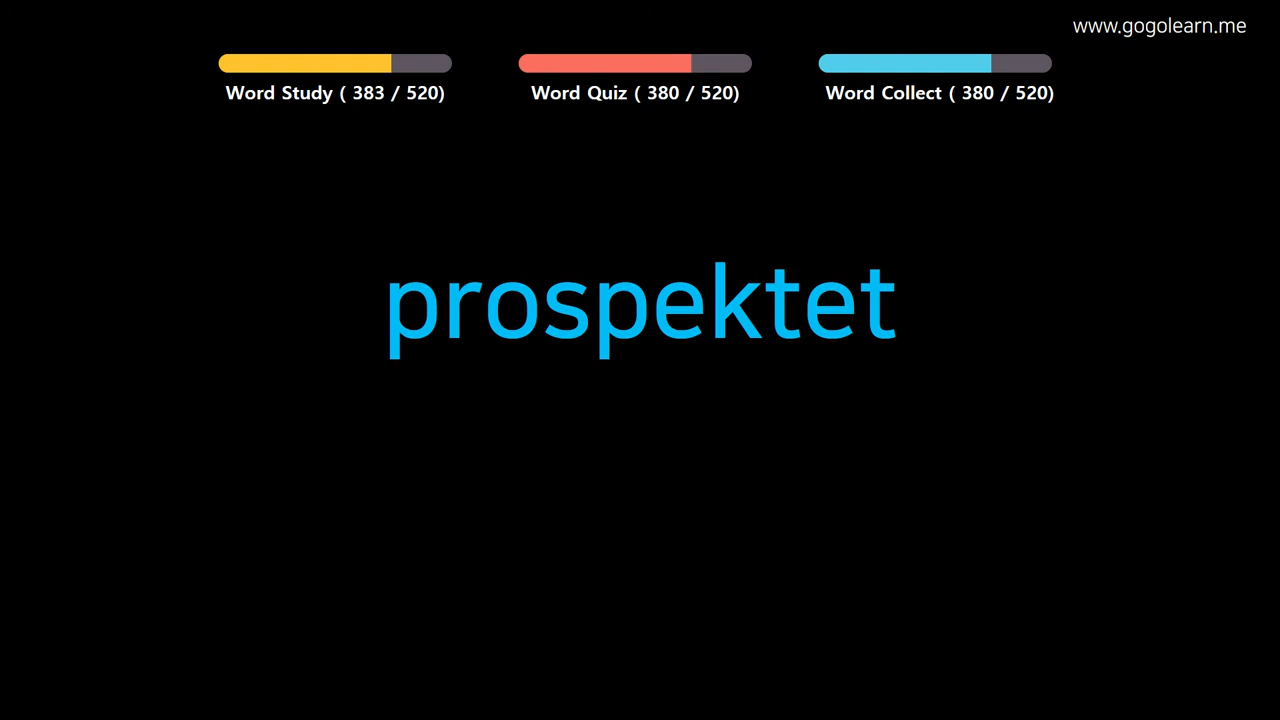 www.gogolearn.me
Word Study ( 383 / 520)
Word Quiz ( 380 / 520)
Word Collect ( 380 / 520)
prospektet